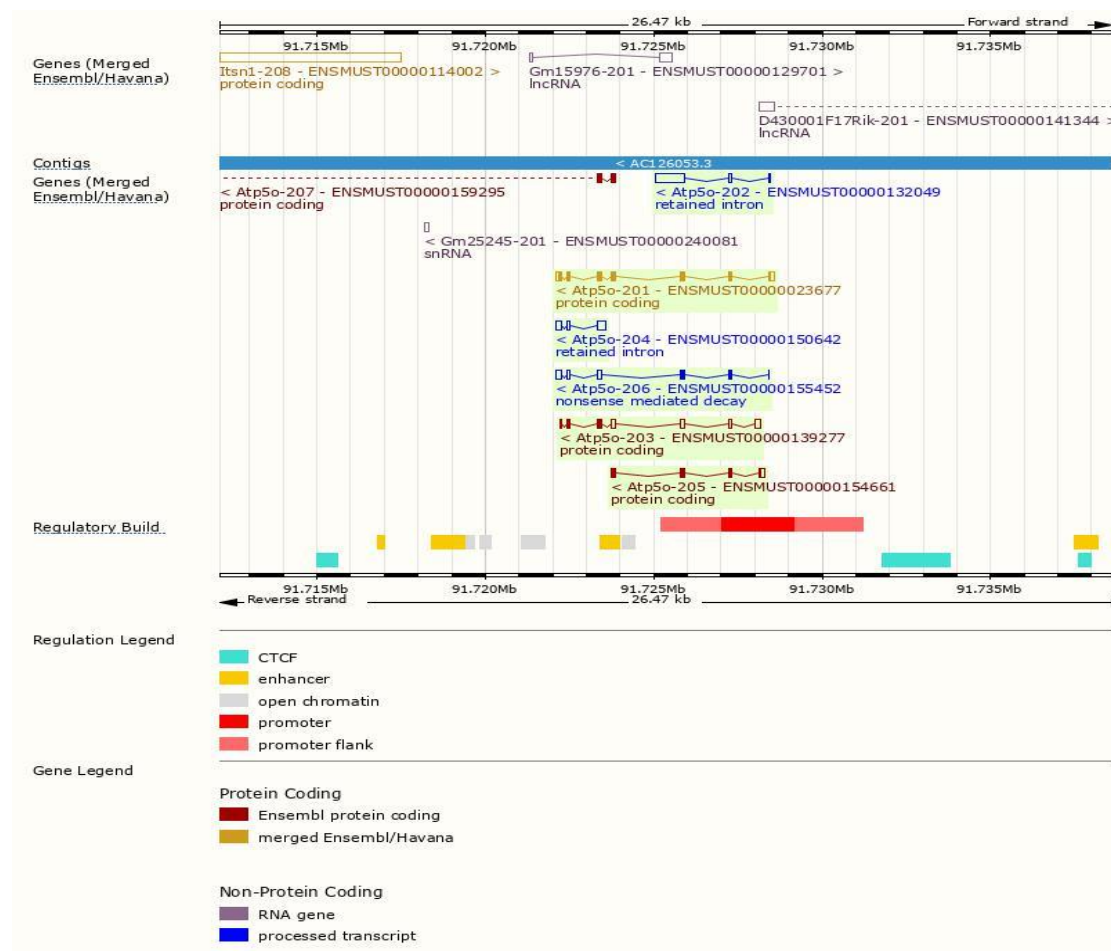 26.47 kb Forward strand
91.715Mb 91.720Mb 91.725Mb 91.730Mb 91.735Mb
Genes (Merged
Ensembl/Havana)
Itsn1-208 - ENSMUST00000114002 >
protein coding
Gm15976-201 - ENSMUST00000129701 >
lncRNA
D430001F17Rik-201 - ENSMUST00000141344 >
lncRNA
Contigs
< AC126053.3
Genes (Merged
Ensembl/Havana)
< Atp5o-207 - ENSMUST00000159295
protein coding
< Atp5o-202 - ENSMUST00000132049
retained intron
< Gm25245-201 - ENSMUST00000240081
snRNA
< Atp5o-201 - ENSMUST00000023677
protein coding
< Atp5o-204 - ENSMUST00000150642
retained intron
< Atp5o-206 - ENSMUST00000155452
nonsense mediated decay
< Atp5o-203 - ENSMUST00000139277
protein coding
< Atp5o-205 - ENSMUST00000154661
protein coding
Regulatory Build
91.715Mb 91.720Mb 91.725Mb 91.730Mb 91.735Mb
Reverse strand 26.47 kb
Regulation Legend
CTCF
enhancer
open chromatin
promoter
promoter flank
Gene Legend
Protein Coding
Ensembl protein coding
merged Ensembl/Havana
Non-Protein Coding
RNA gene
processed transcript